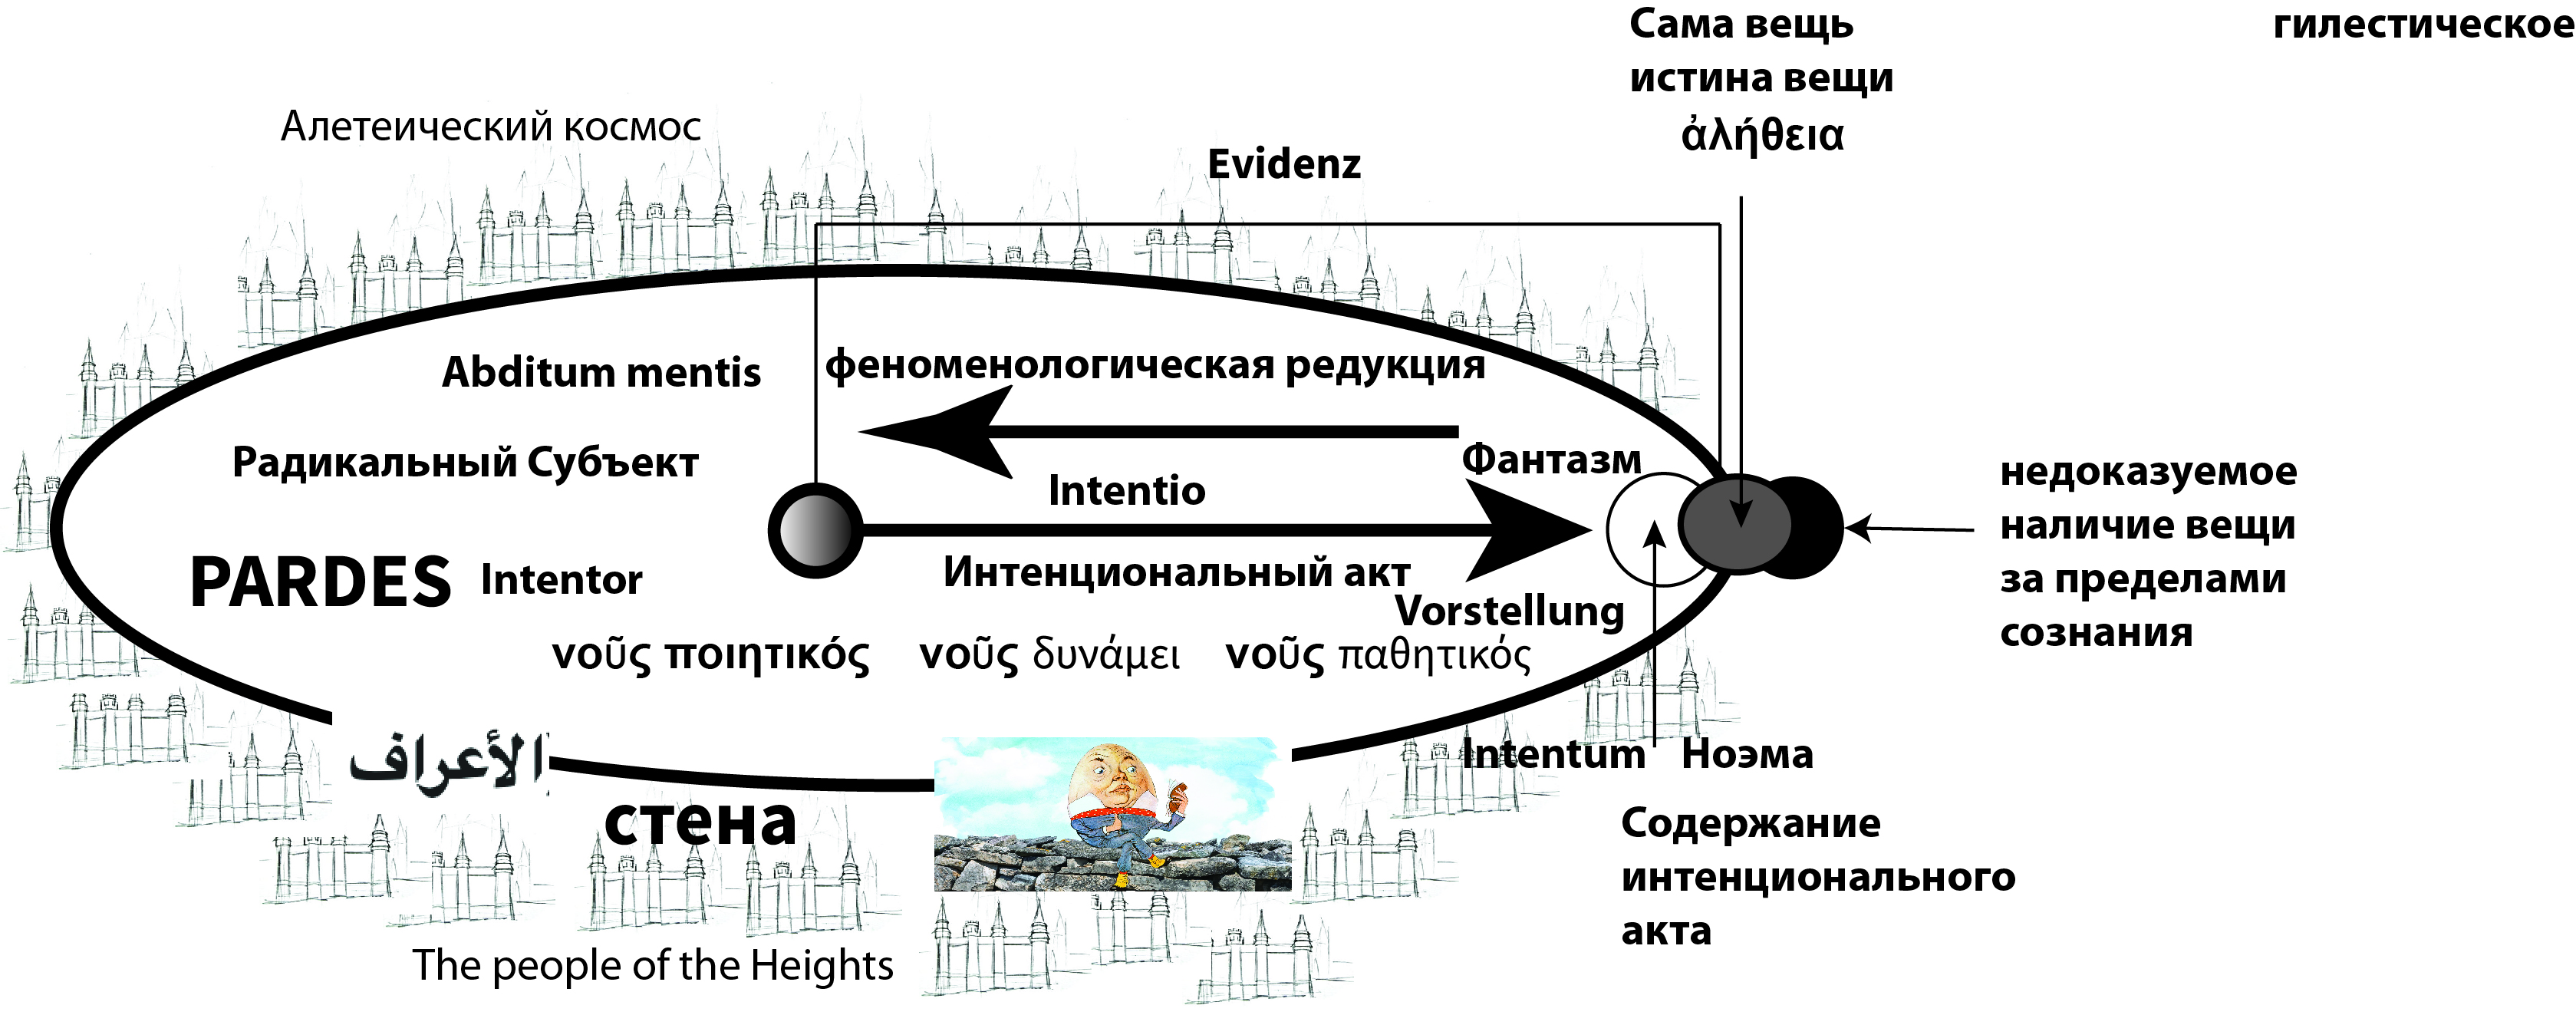 Сама вещь
истина вещи
ἀλήθεια
гилестическое
Алетеический космос
Evidenz
Abditum mentis
феноменологическая редукция
Радикальный Субъект
Фантазм
Intentio
недоказуемое
наличие вещи
за пределами
сознания
PARDES
Intentor
Интенциональный акт
Vorstellung
νοῦς ποιητικός
νοῦς δυνάμει
νοῦς παθητικός
الأعراف
стена
Intentum
Ноэма
Содержание
интенционального
акта
The people of the Heights